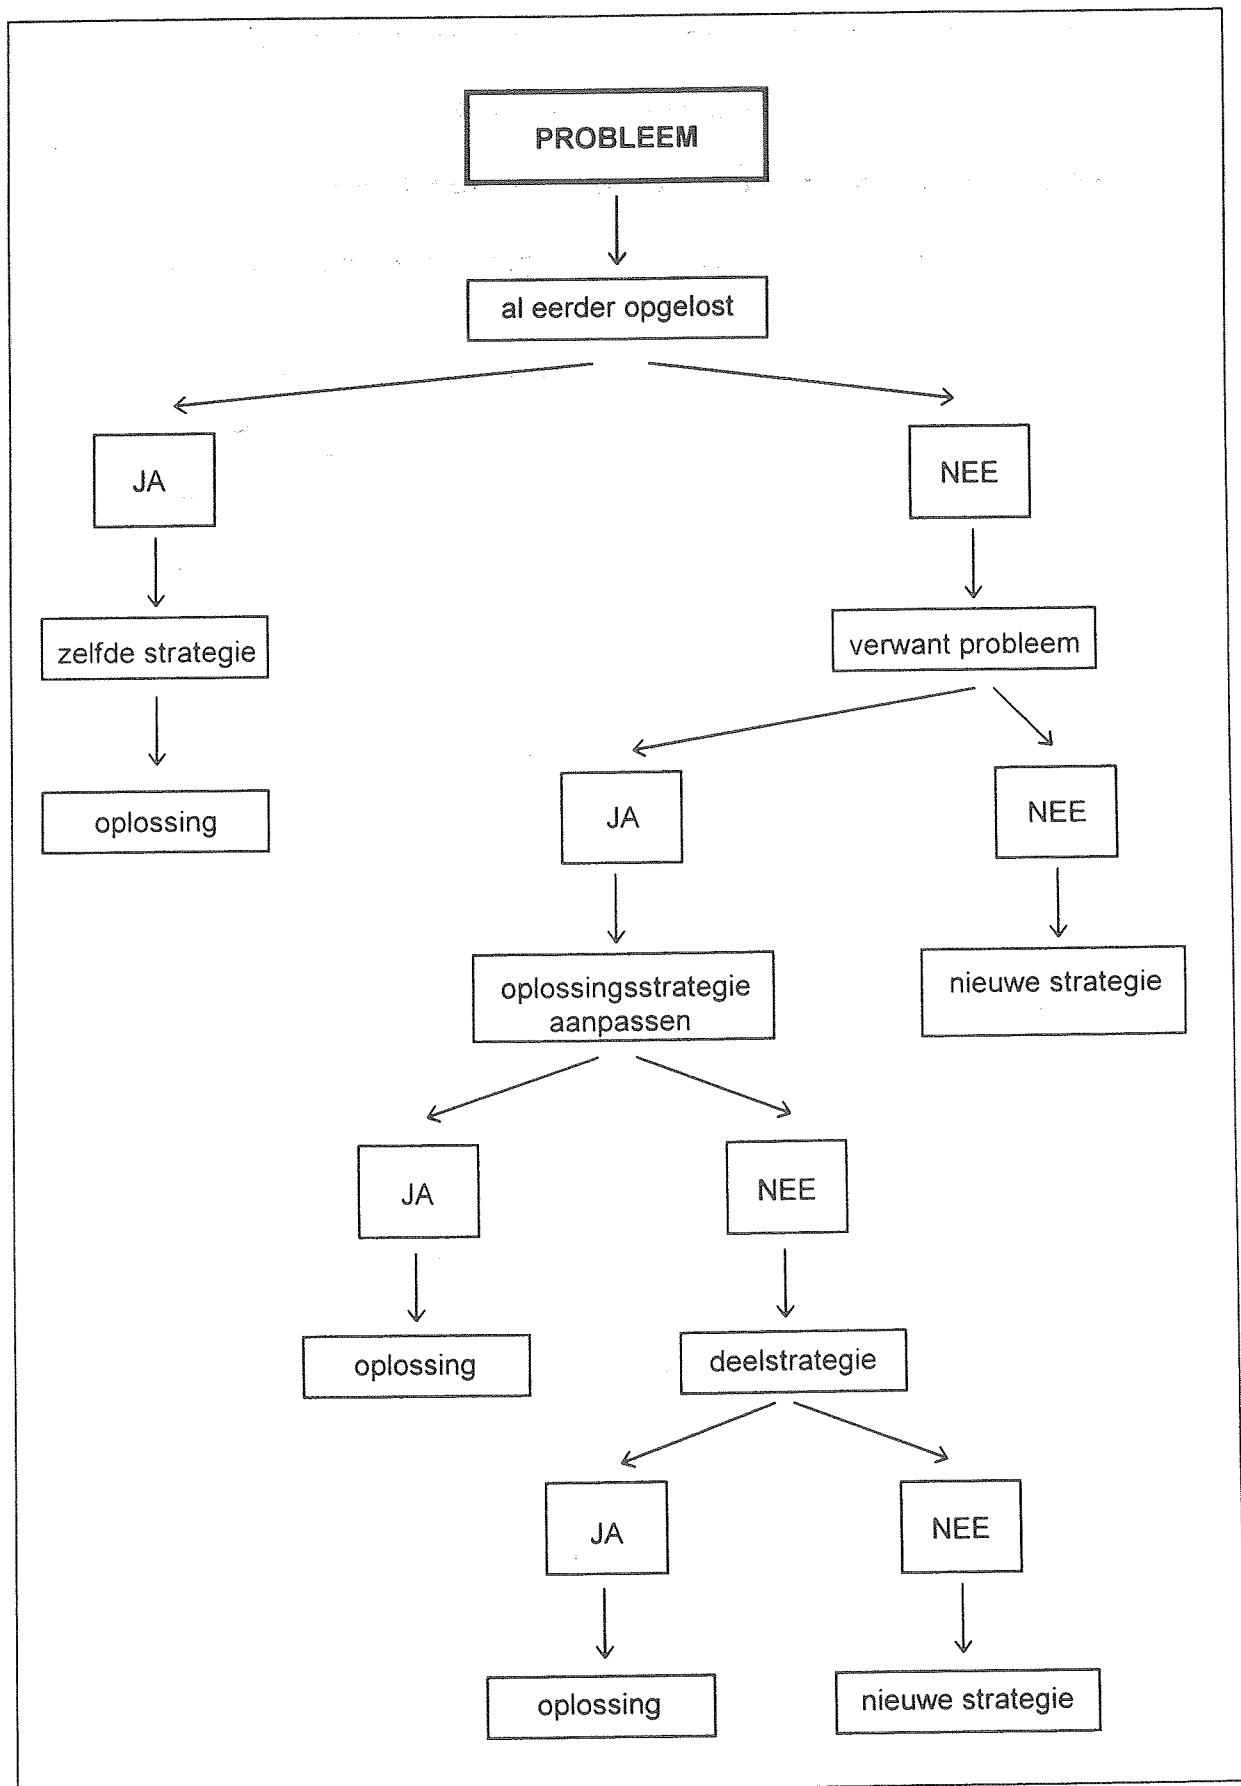 PROBLEEM
al eerder opgelost
JA
NEE
zelfde strategie
verwant probleem
oplossing
JA
NEE
oplossingsstrategie
aanpassen
nieuwe strategie
JA
NEE
oplossing
deelstrategie
JA
NEE
oplossing
nieuwe strategie